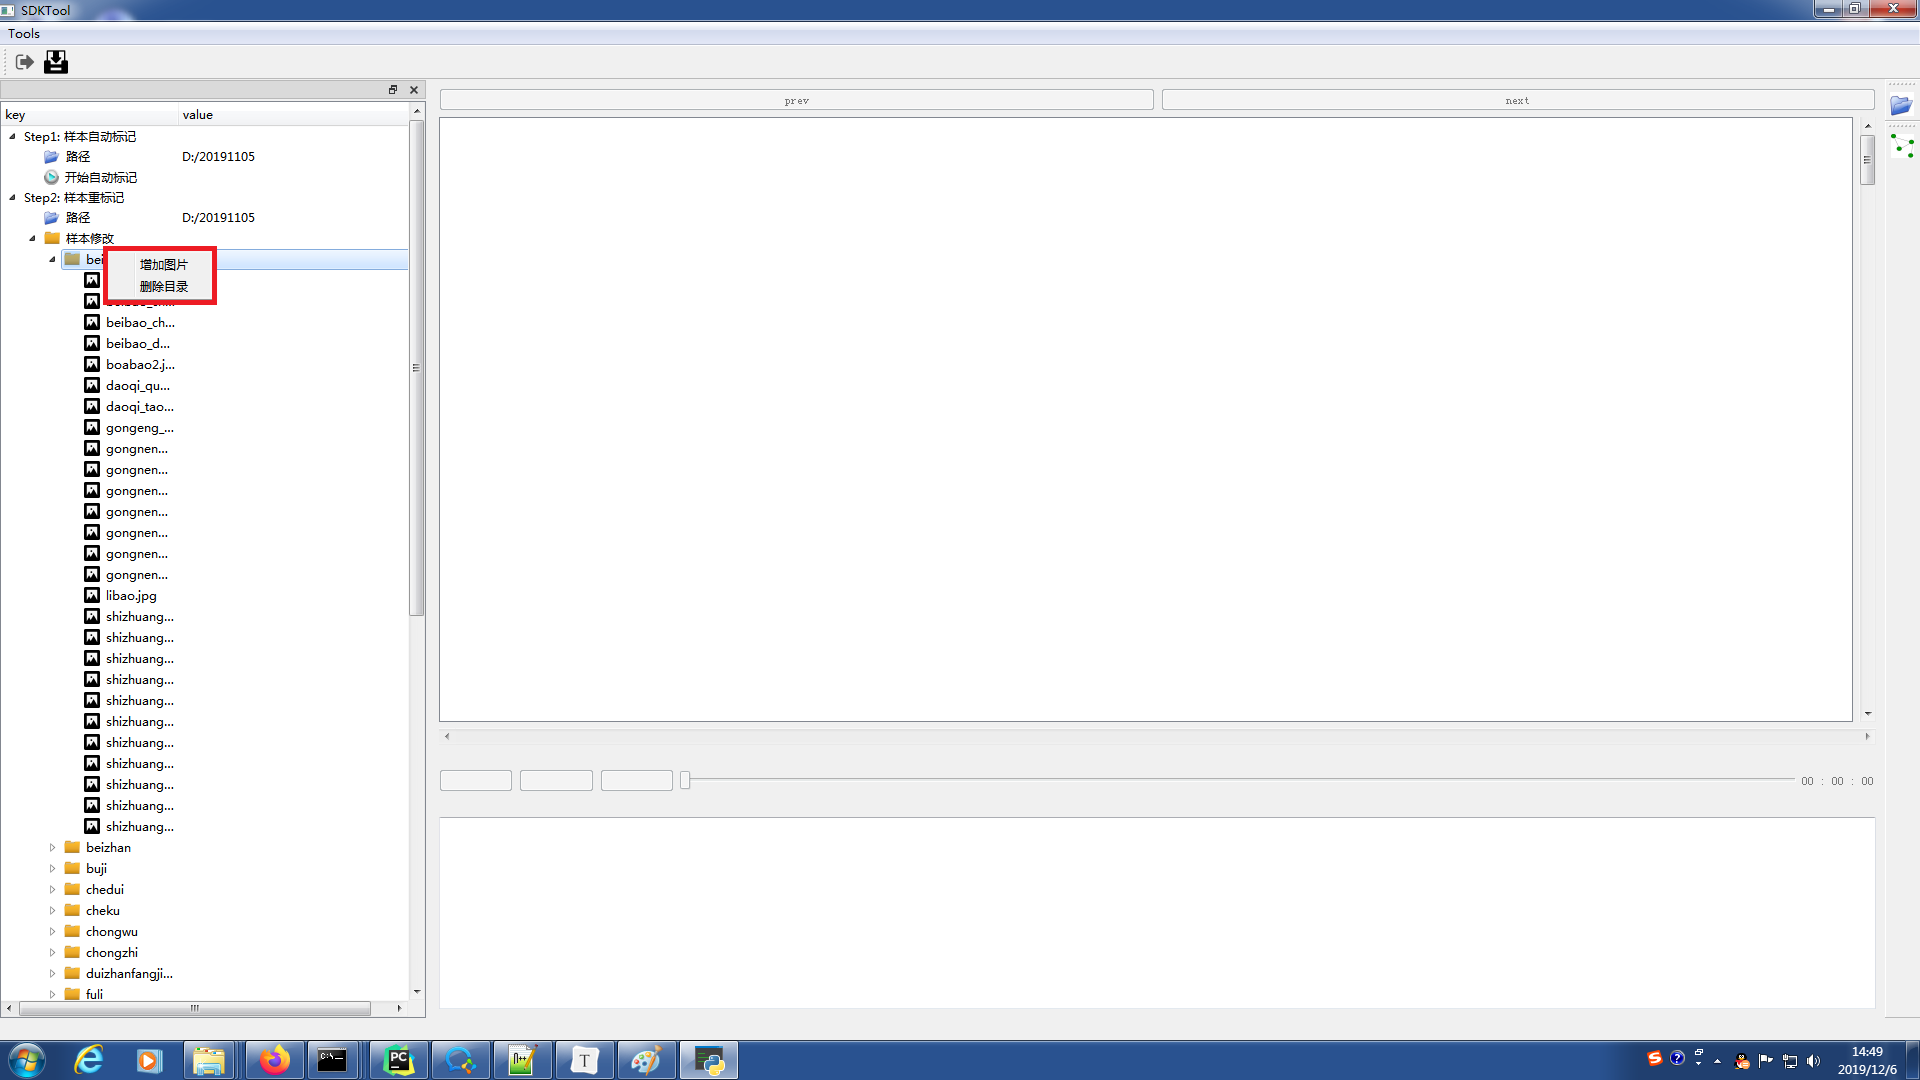 SDKTool
Tools
key value
prev next
Step1: 样本自动标记
路径 D:/20191105
开始自动标记
Step2: 样本重标记
路径 D:/20191105
样本修改
bei
增加图片
删除目录
beibao_ch...
beibao_d...
boabao2.j...
daoqi_qu...
daoqi_tao...
gongeng_...
gongnen...
gongnen...
gongnen...
gongnen...
gongnen...
gongnen...
gongnen...
libao.jpg
shizhuang...
shizhuang...
shizhuang...
shizhuang...
shizhuang...
shizhuang...
shizhuang...
shizhuang...
shizhuang...
shizhuang...
shizhuang...
beizhan
buji
chedui
cheku
chongwu
chongzhi
duizhanfangji...
fuli
00 : 00 : 00
14:49
2019/12/6